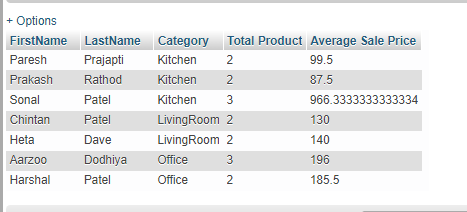 + Options
FirstName LastName Category Total Product Average Sale Price
Paresh Prajapti Kitchen 2 99.5
Prakash Rathod Kitchen 2 87.5
Sonal Patel Kitchen 3 966.3333333333334
Chintan Patel LivingRoom 2 130
Heta Dave LivingRoom 2 140
Aarzoo Dodhiya Office 3 196
Harshal Patel Office 2 185.5